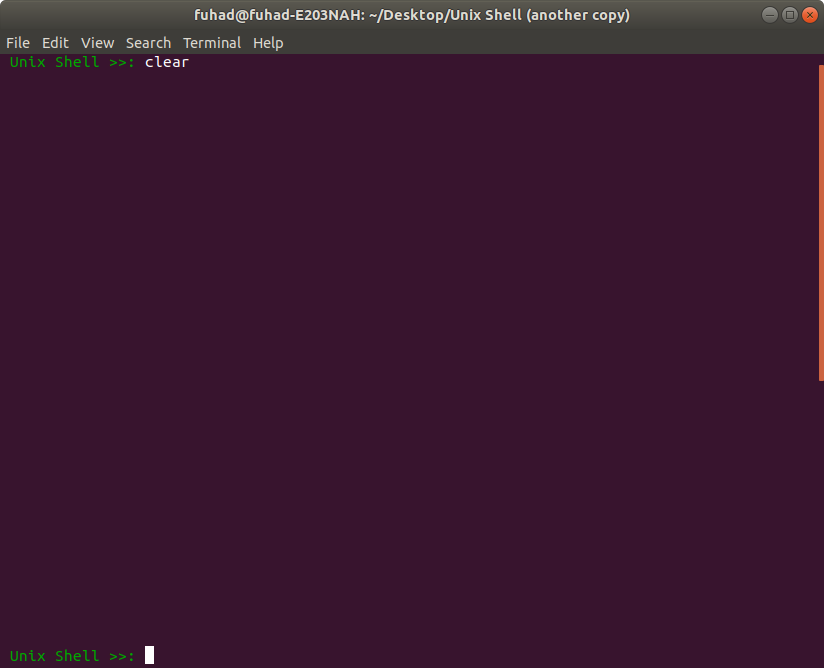 fuhad@fuhad-E203NAH: ~/Desktop/Unix Shell (another copy)
File Edit View Search Terminal Help
Unix Shell >>: clear
Unix Shell >>: